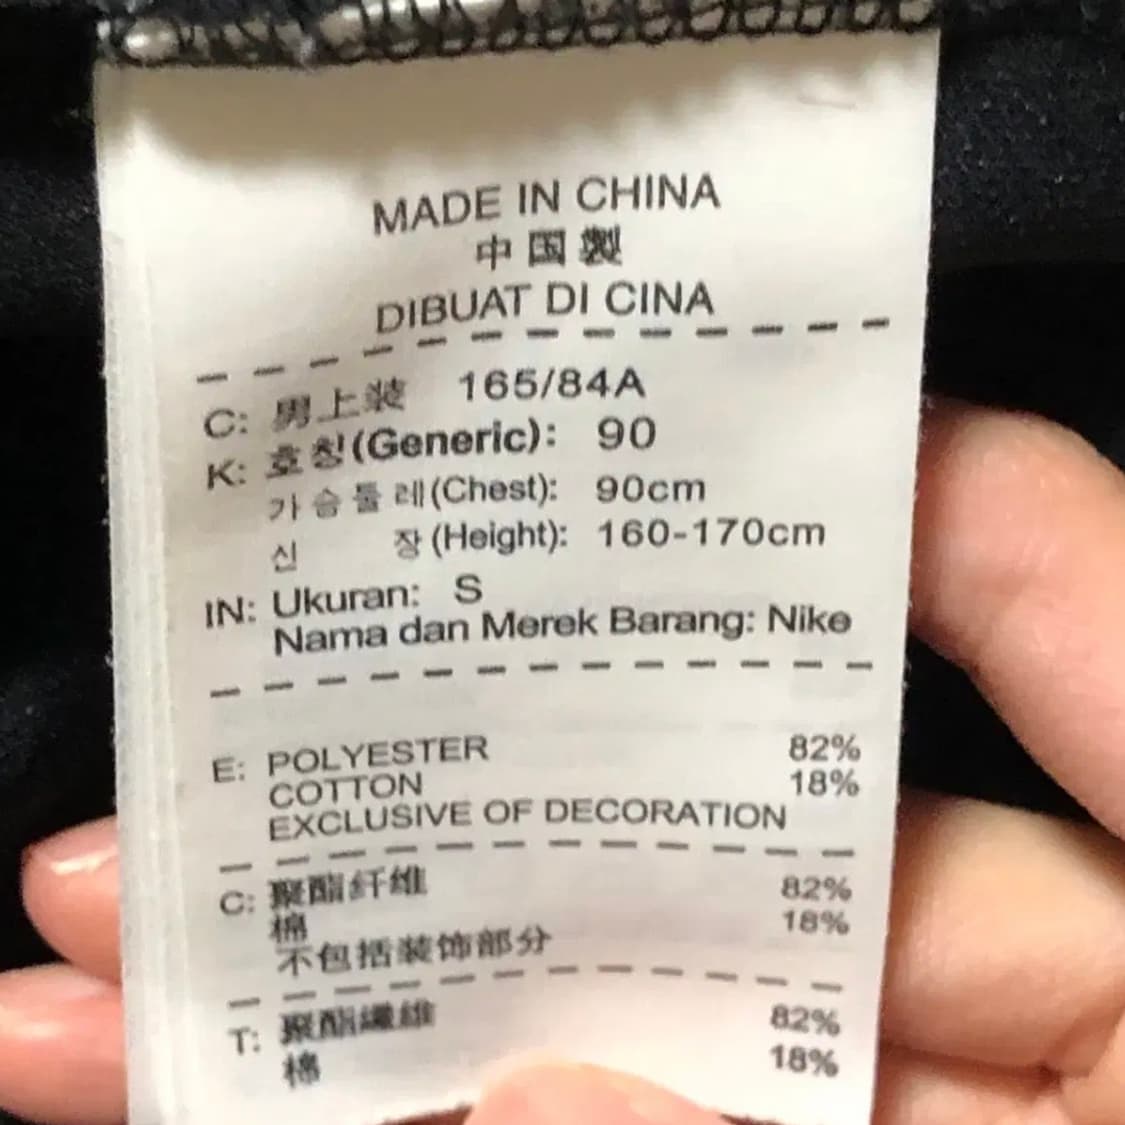 MADE IN CHINA
中国製
DIBUAT DI CINA
C: 男上装 165/84A
K: 호칭(Generic): 90
가슴둘레(Chest): 90cm
신 장(Height): 160-170cm
IN: Ukuran: S
Nama dan Merek Barang: Nike
E: POLYESTER 82%
COTTON 18%
EXCLUSIVE OF DECORATION
C: 聚酯纤维 82%
棉 18%
不包括装饰部分
T: 聚酯纖維 82%
棉 18%